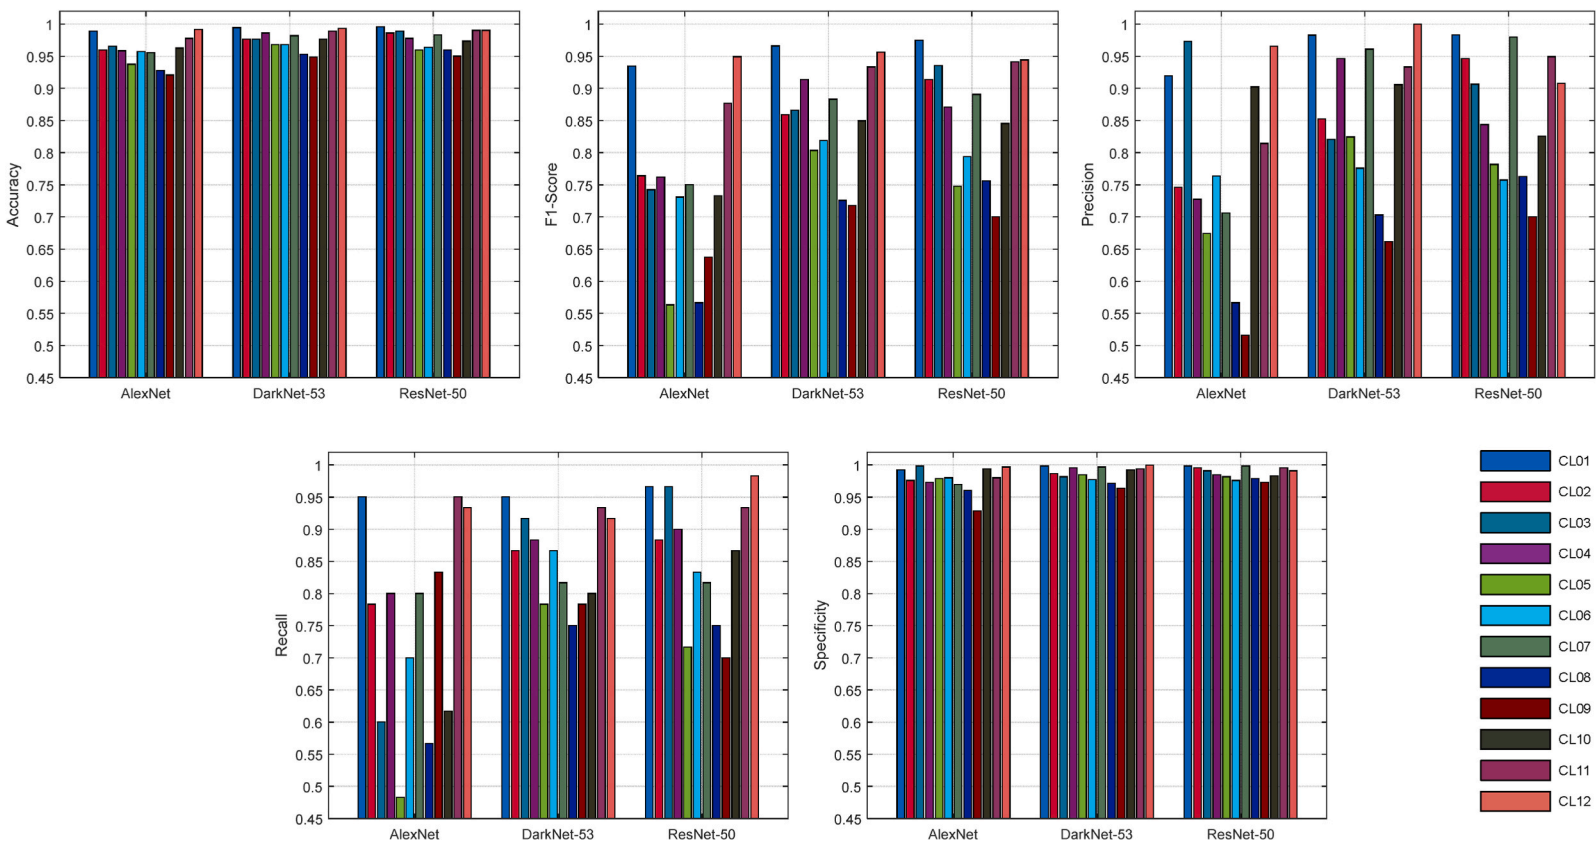 Accuracy
1
0.95
0.9
0.85
0.8
0.75
0.7
0.65
0.6
0.55
0.5
0.45
AlexNet DarkNet-53 ResNet-50
F1-Score
1
0.95
0.9
0.85
0.8
0.75
0.7
0.65
0.6
0.55
0.5
0.45
AlexNet DarkNet-53 ResNet-50
Precision
1
0.95
0.9
0.85
0.8
0.75
0.7
0.65
0.6
0.55
0.5
0.45
AlexNet DarkNet-53 ResNet-50
Recall
1
0.95
0.9
0.85
0.8
0.75
0.7
0.65
0.6
0.55
0.5
0.45
AlexNet DarkNet-53 ResNet-50
Specificity
1
0.95
0.9
0.85
0.8
0.75
0.7
0.65
0.6
0.55
0.5
0.45
AlexNet DarkNet-53 ResNet-50
CL01
CL02
CL03
CL04
CL05
CL06
CL07
CL08
CL09
CL10
CL11
CL12